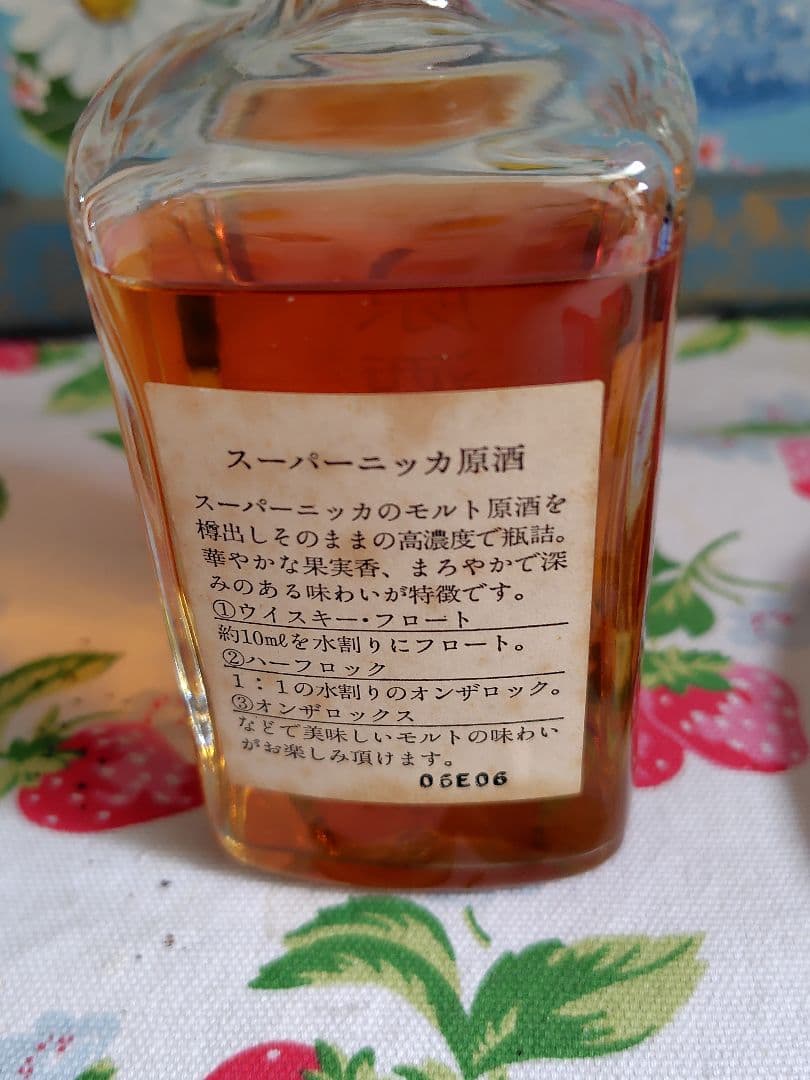 スーパーニッカ原酒
スーパーニッカのモルト原酒を
樽出しそのままの高濃度で瓶詰。
華やかな果実香、まろやかで深
みのある味わいが特徴です。
①ウイスキー・フロート
約10mℓを水割りにフロート。
②ハーフロック
1：1の水割りのオンザロック。
③オンザロックス
などで美味しいモルトの味わい
がお楽しみ頂けます。
06E06